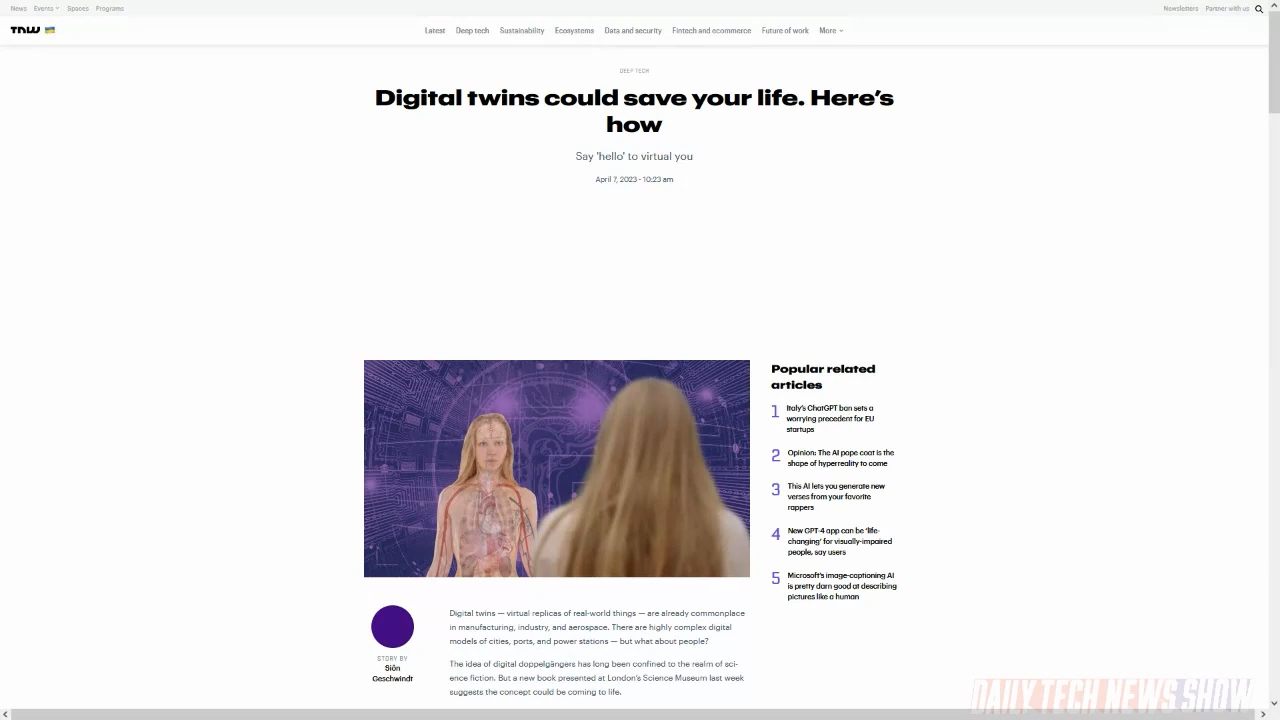 News Events Spaces Programs Newsletters Partner with us
TNW Latest Deep tech Sustainability Ecosystems Data and security Fintech and ecommerce Future of work More
DEEP TECH
Digital twins could save your life. Here's
how
Say 'hello' to virtual you
April 7, 2023 - 10:23 am
Popular related
articles
1 Italy's ChatGPT ban sets a
worrying precedent for EU
startups
2 Opinion: The AI pope coat is the
shape of hyperreality to come
3 This AI lets you generate new
verses from your favorite
rappers
4 New GPT-4 app can be 'life-
changing' for visually-impaired
people, say users
5 Microsoft's image-captioning AI
is pretty darn good at describing
pictures like a human
STORY BY
Siôn
Geschwindt
Digital twins — virtual replicas of real-world things — are already commonplace
in manufacturing, industry, and aerospace. There are highly complex digital
models of cities, ports, and power stations — but what about people?
The idea of digital doppelgängers has long been confined to the realm of sci-
ence fiction. But a new book presented at London's Science Museum last week
suggests the concept could be coming to life.
DAILY TECH NEWS SHOW